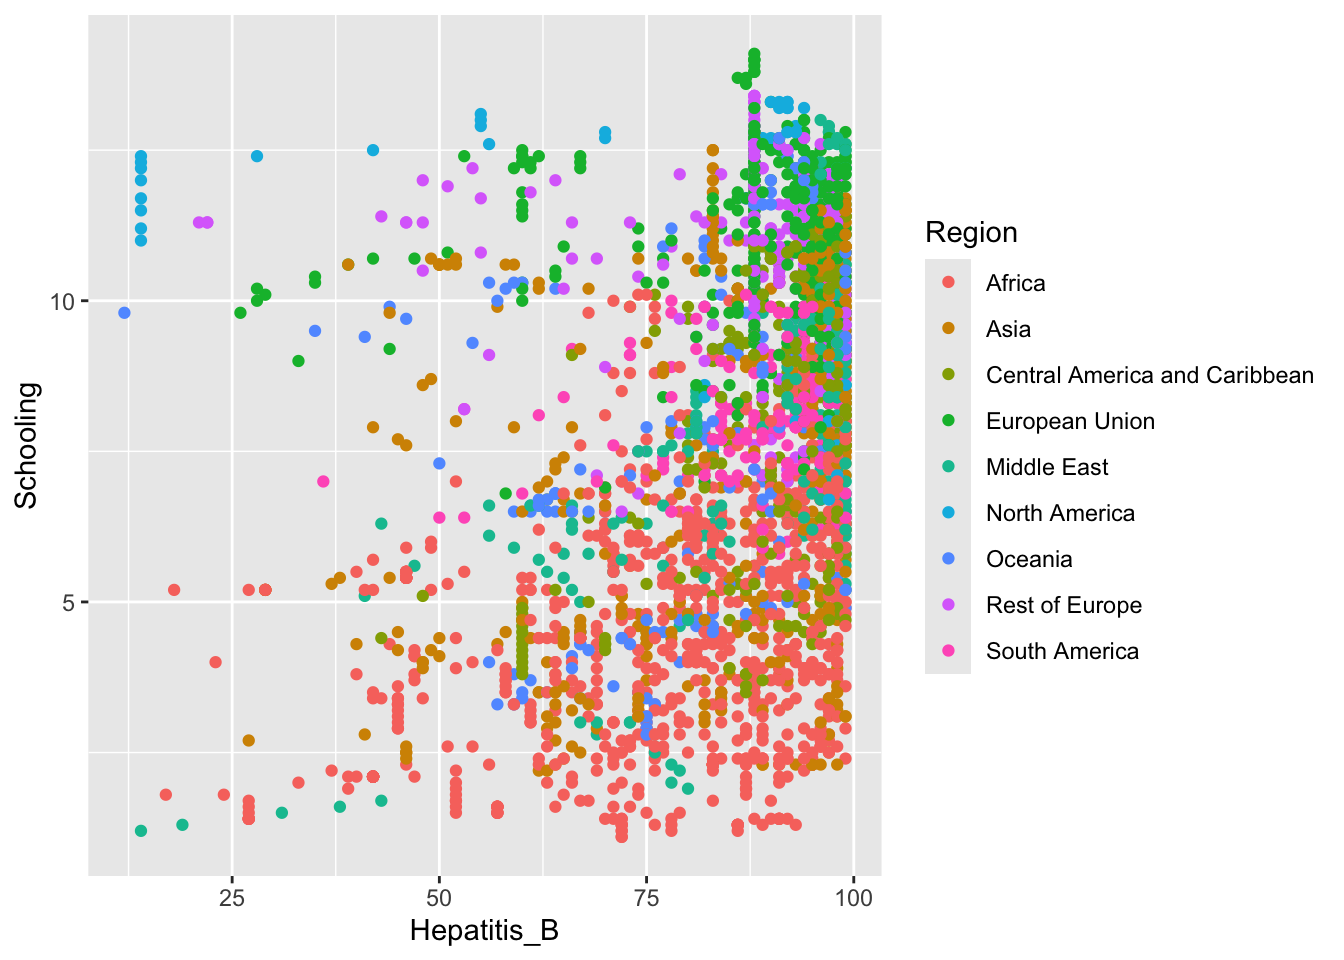 Schooling
10
5
25
50
75
100
Hepatitis_B
Region
Africa
Asia
Central America and Caribbean
European Union
Middle East
North America
Oceania
Rest of Europe
South America